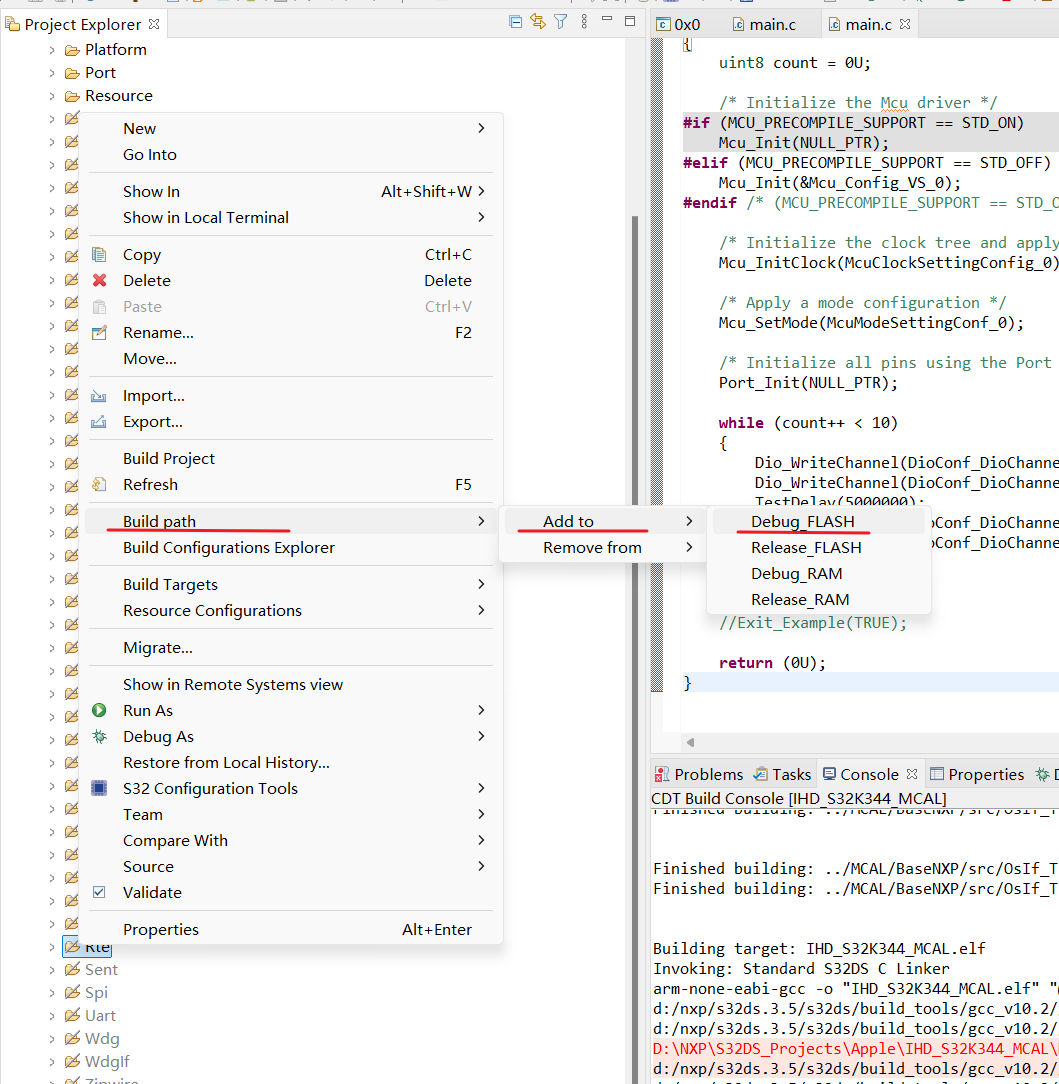 Project Explorer
Platform
Port
Resource
New
Go Into
Show In Alt+Shift+W
Show in Local Terminal
Copy Ctrl+C
Delete Delete
Paste Ctrl+V
Rename... F2
Move...
Import...
Export...
Build Project
Refresh F5
Build path
Build Configurations Explorer
Build Targets
Resource Configurations
Migrate...
Show in Remote Systems view
Run As
Debug As
Restore from Local History...
S32 Configuration Tools
Team
Compare With
Source
Validate
Properties Alt+Enter
Add to
Remove from
Debug_FLASH
Release_FLASH
Debug_RAM
Release_RAM
Rte
Sent
Spi
Uart
Wdg
WdgIf
Zipwire
0x0 main.c main.c
{
uint8 count = 0U;
/* Initialize the Mcu driver */
#if (MCU_PRECOMPILE_SUPPORT == STD_ON)
Mcu_Init(NULL_PTR);
#elif (MCU_PRECOMPILE_SUPPORT == STD_OFF)
Mcu_Init(&Mcu_Config_VS_0);
#endif /* (MCU_PRECOMPILE_SUPPORT == STD_O
/* Initialize the clock tree and apply
Mcu_InitClock(McuClockSettingConfig_0)
/* Apply a mode configuration */
Mcu_SetMode(McuModeSettingConf_0);
/* Initialize all pins using the Port
Port_Init(NULL_PTR);
while (count++ < 10)
{
Dio_WriteChannel(DioConf_DioChanne
Dio_WriteChannel(DioConf_DioChanne
TestDelay(5000000);
oConf_DioChanne
oConf_DioChanne
//Exit_Example(TRUE);
return (0U);
}
Problems Tasks Console Properties
CDT Build Console [IHD_S32K344_MCAL]
Finished building: ../MCAL/BaseNXP/src/OsIf_T
Finished building: ../MCAL/BaseNXP/src/OsIf_T
Finished building: ../MCAL/BaseNXP/src/OsIf_T
Building target: IHD_S32K344_MCAL.elf
Invoking: Standard S32DS C Linker
arm-none-eabi-gcc -o "IHD_S32K344_MCAL.elf"
d:/nxp/s32ds.3.5/s32ds/build_tools/gcc_v10.2/
d:/nxp/s32ds.3.5/s32ds/build_tools/gcc_v10.2/
D:\NXP\S32DS_Projects\Apple\IHD_S32K344_MCAL\
d:/nxp/s32ds.3.5/s32ds/build_tools/gcc_v10.2/